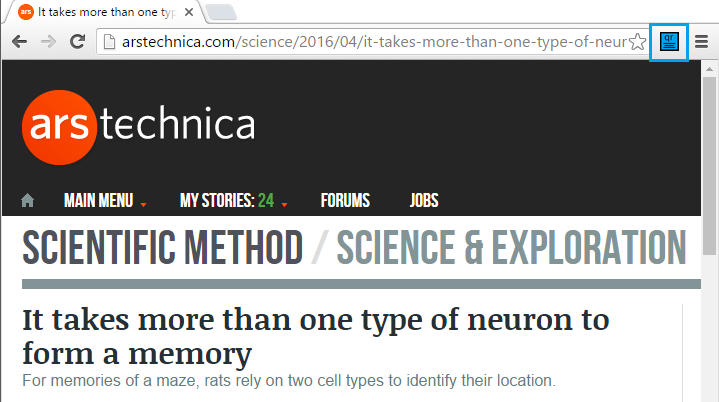 ars It takes more than one typ
arstechnica.com/science/2016/04/it-takes-more-than-one-type-of-neur
qr
ars technica
MAIN MENU MY STORIES: 24 FORUMS JOBS
SCIENTIFIC METHOD / SCIENCE & EXPLORATION
It takes more than one type of neuron to
form a memory
For memories of a maze, rats rely on two cell types to identify their location.